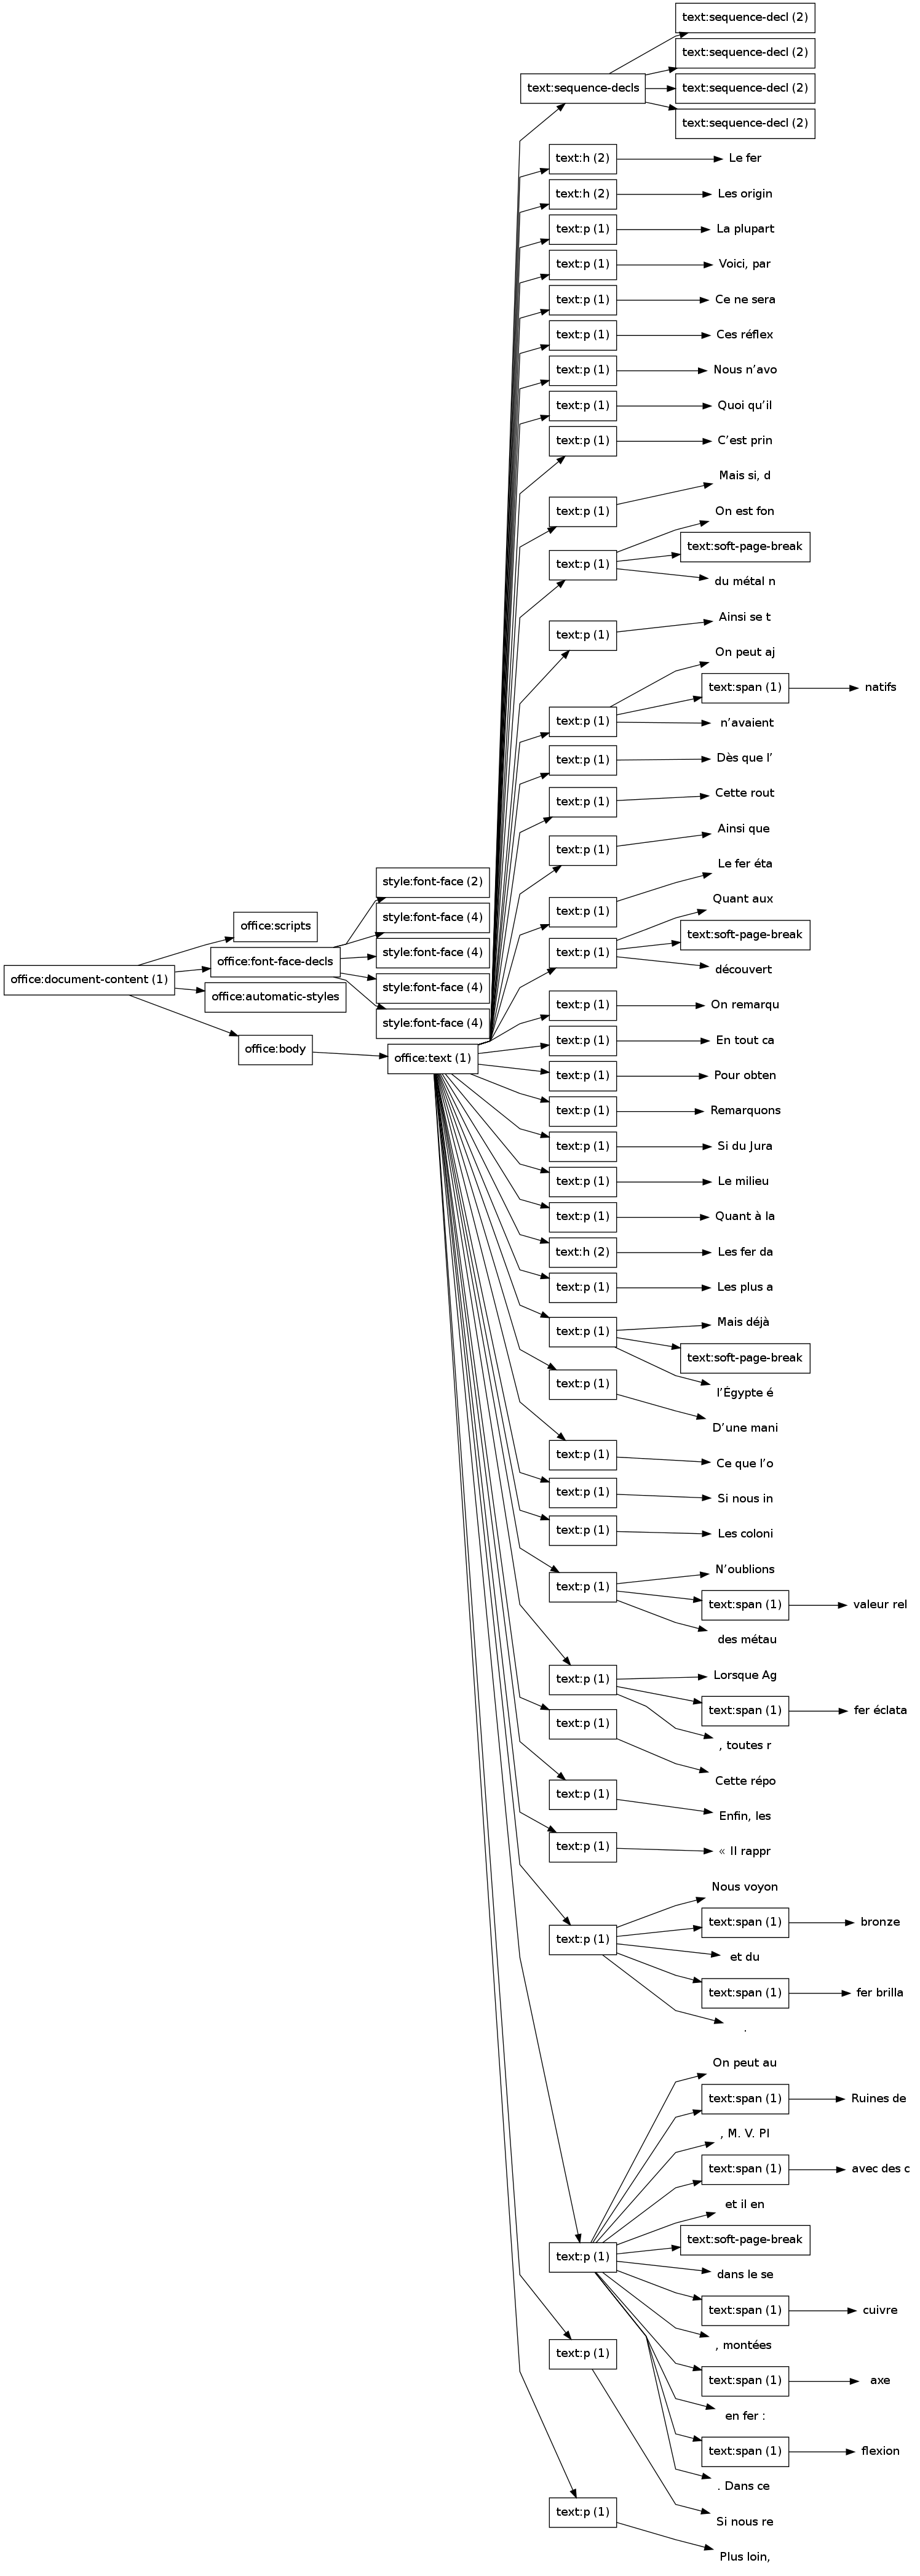 text:sequence-decl (2)
text:sequence-decl (2)
text:sequence-decls
text:sequence-decl (2)
text:sequence-decl (2)
text:h (2)
Le fer
text:h (2)
Les origin
text:p (1)
La plupart
text:p (1)
Voici, par
text:p (1)
Ce ne sera
text:p (1)
Ces réflex
text:p (1)
Nous n’avo
text:p (1)
Quoi qu’il
text:p (1)
C’est prin
Mais si, d
text:p (1)
On est fon
text:soft-page-break
text:p (1)
du métal n
Ainsi se t
text:p (1)
On peut aj
text:span (1)
natifs
text:p (1)
n’avaient
text:p (1)
Dès que l’
Cette rout
text:p (1)
Ainsi que
text:p (1)
Le fer éta
style:font-face (2)
Quant aux
text:p (1)
style:font-face (4)
office:scripts
text:soft-page-break
style:font-face (4)
text:p (1)
office:font-face-decls
découvert
office:document-content (1)
style:font-face (4)
office:automatic-styles
text:p (1)
On remarqu
style:font-face (4)
office:body
text:p (1)
En tout ca
office:text (1)
text:p (1)
Pour obten
text:p (1)
Remarquons
text:p (1)
Si du Jura
text:p (1)
Le milieu
text:p (1)
Quant à la
text:h (2)
Les fer da
text:p (1)
Les plus a
Mais déjà
text:p (1)
text:soft-page-break
text:p (1)
l’Égypte é
D’une mani
text:p (1)
Ce que l’o
text:p (1)
Si nous in
text:p (1)
Les coloni
N’oublions
text:p (1)
text:span (1)
valeur rel
des métau
Lorsque Ag
text:p (1)
text:span (1)
fer éclata
text:p (1)
, toutes r
Cette répo
text:p (1)
Enfin, les
text:p (1)
« Il rappr
Nous voyon
text:span (1)
bronze
text:p (1)
et du
text:span (1)
fer brilla
.
On peut au
text:span (1)
Ruines de
, M. V. Pl
text:span (1)
avec des c
et il en
text:soft-page-break
text:p (1)
dans le se
text:span (1)
cuivre
, montées
text:p (1)
text:span (1)
axe
en fer :
text:span (1)
flexion
. Dans ce
text:p (1)
Si nous re
Plus loin,